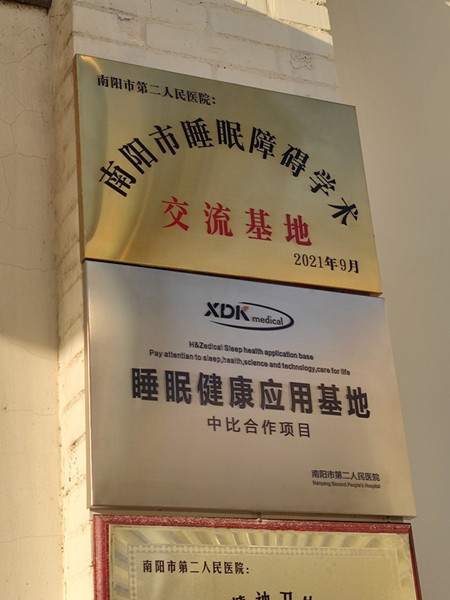 南阳市第二人民医院：
南阳市睡眠障碍学术
交流基地
2021年9月
XDK medical
H&Zedical Sleep health application base
Pay attention to sleep,health,science and technology,care for life
睡眠健康应用基地
中比合作项目
南阳市第二人民医院
Nanyang Second People's Hospital
南阳市第二人民医院：